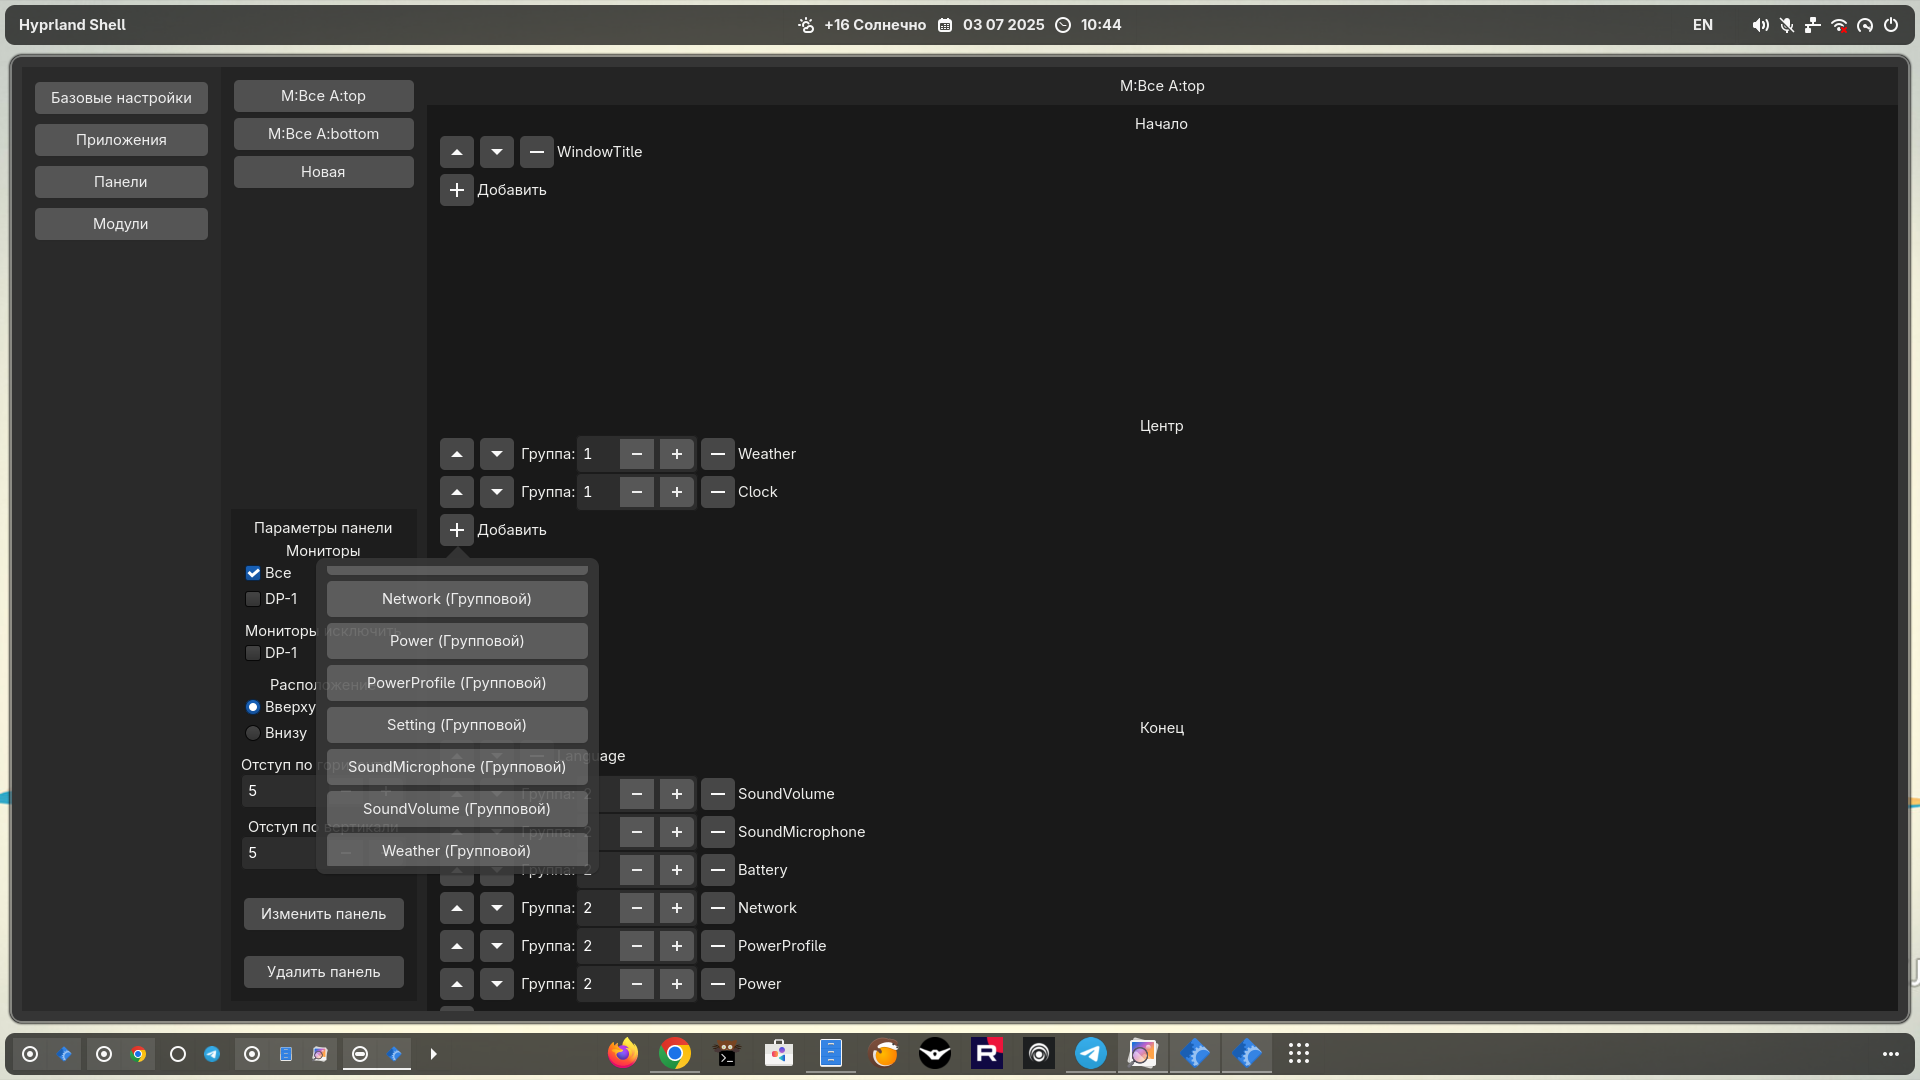 Hyprland Shell
+16 Солнечно 03 07 2025 10:44
EN
Базовые настройки
Приложения
Панели
Модули
M:Все A:top
M:Все A:bottom
Новая
M:Все A:top
Начало
WindowTitle
Добавить
Центр
Группа: 1 Weather
Группа: 1 Clock
Добавить
Network (Групповой)
Power (Групповой)
PowerProfile (Групповой)
Setting (Групповой)
SoundMicrophone (Групповой)
SoundVolume (Групповой)
Weather (Групповой)
Параметры панели
Мониторы
Все
DP-1
Мониторы исключить
DP-1
Расположение
Вверху
Внизу
Отступ по
5
Отступ по вертикали
5
Изменить панель
Удалить панель
Конец
Language
Группа: 2 SoundVolume
Группа: 2 SoundMicrophone
Группа: 2 Battery
Группа: 2 Network
Группа: 2 PowerProfile
Группа: 2 Power